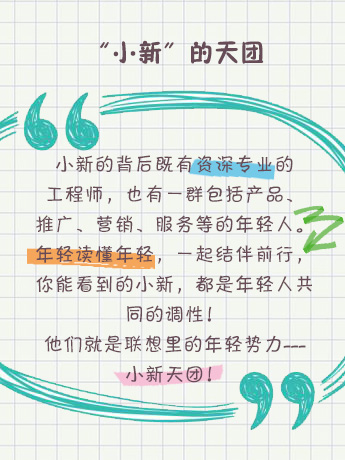 “小新”的天团
小新的背后既有资深专业的
工程师，也有一群包括产品、
推广、营销、服务等的年轻人。
年轻读懂年轻，一起结伴前行，
你能看到的小新，都是年轻人共
同的调性！
他们就是联想里的年轻势力---
小新天团！